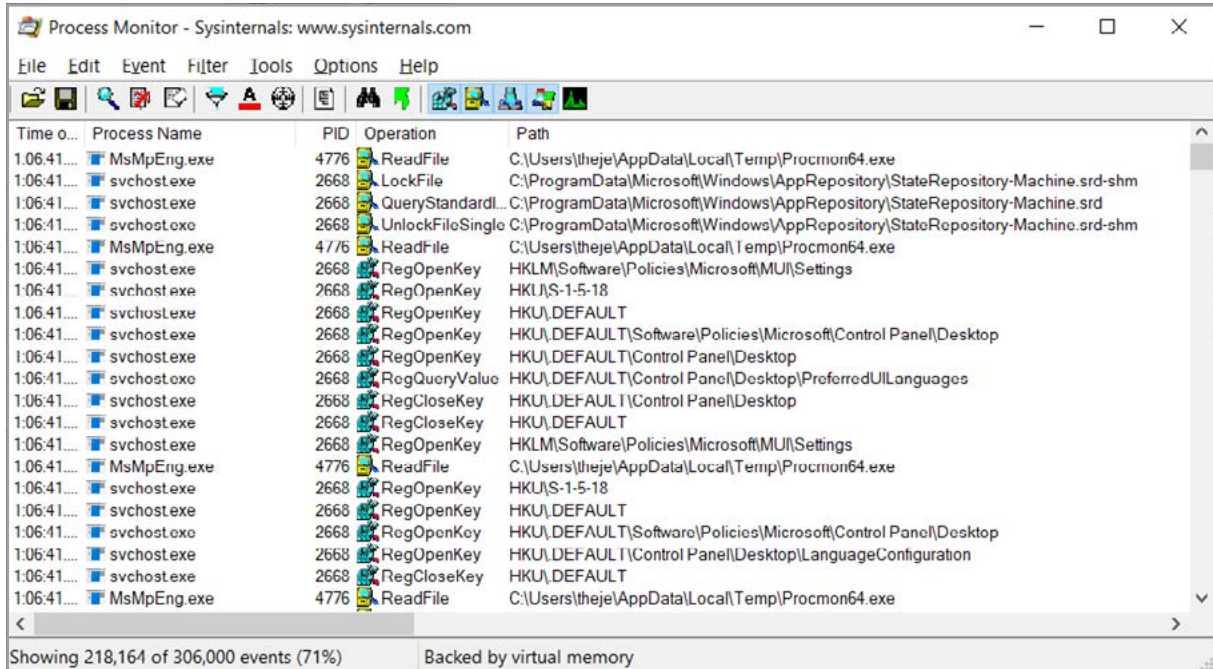 Process Monitor - Sysinternals: www.sysinternals.com
File Edit Event Filter Tools Options Help
Time o... Process Name PID Operation Path
1:06:41.... MsMpEng.exe 4776 ReadFile C:\Users\theje\AppData\Local\Temp\Procmon64.exe
1:06:41.... svchost.exe 2668 LockFile C:\ProgramData\Microsoft\Windows\AppRepository\StateRepository-Machine.srd-shm
1:06:41.... svchost.exe 2668 QueryStandardI... C:\ProgramData\Microsoft\Windows\AppRepository\StateRepository-Machine.srd
1:06:41.... svchost.exe 2668 UnlockFileSingle C:\ProgramData\Microsoft\Windows\AppRepository\StateRepository-Machine.srd-shm
1:06:41.... MsMpEng.exe 4776 ReadFile C:\Users\theje\AppData\Local\Temp\Procmon64.exe
1:06:41.... svchost.exe 2668 RegOpenKey HKLM\Software\Policies\Microsoft\MUI\Settings
1:06:41.... svchost.exe 2668 RegOpenKey HKU\S-1-5-18
1:06:41.... svchost.exe 2668 RegOpenKey HKU\.DEFAULT
1:06:41.... svchost.exe 2668 RegOpenKey HKU\.DEFAULT\Software\Policies\Microsoft\Control Panel\Desktop
1:06:41.... svchost.exe 2668 RegOpenKey HKU\.DEFAULT\Control Panel\Desktop
1:06:41.... svchost.exe 2668 RegQueryValue HKU\.DEFAULT\Control Panel\Desktop\PreferredUILanguages
1:06:41.... svchost.exe 2668 RegCloseKey HKU\.DEFAULT\Control Panel\Desktop
1:06:41.... svchost.exe 2668 RegCloseKey HKU\.DEFAULT
1:06:41.... svchost.exe 2668 RegOpenKey HKLM\Software\Policies\Microsoft\MUI\Settings
1:06:41.... MsMpEng.exe 4776 ReadFile C:\Users\theje\AppData\Local\Temp\Procmon64.exe
1:06:41.... svchost.exe 2668 RegOpenKey HKU\S-1-5-18
1:06:41.... svchost.exe 2668 RegOpenKey HKU\.DEFAULT
1:06:41.... svchost.exe 2668 RegOpenKey HKU\.DEFAULT\Software\Policies\Microsoft\Control Panel\Desktop
1:06:41.... svchost.exe 2668 RegOpenKey HKU\.DEFAULT\Control Panel\Desktop\LanguageConfiguration
1:06:41.... svchost.exe 2668 RegCloseKey HKU\.DEFAULT
1:06:41.... MsMpEng.exe 4776 ReadFile C:\Users\theje\AppData\Local\Temp\Procmon64.exe
Showing 218,164 of 306,000 events (71%) Backed by virtual memory